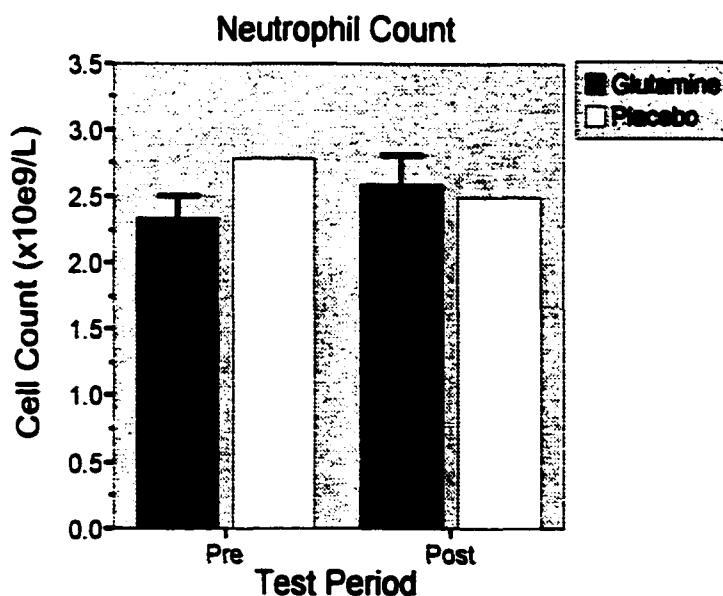 Neutrophil Count
Glutamine
Placebo
Cell Count (x10e9/L)
3.5
3.0
2.5
2.0
1.5
1.0
0.5
0.0
Pre
Post
Test Period